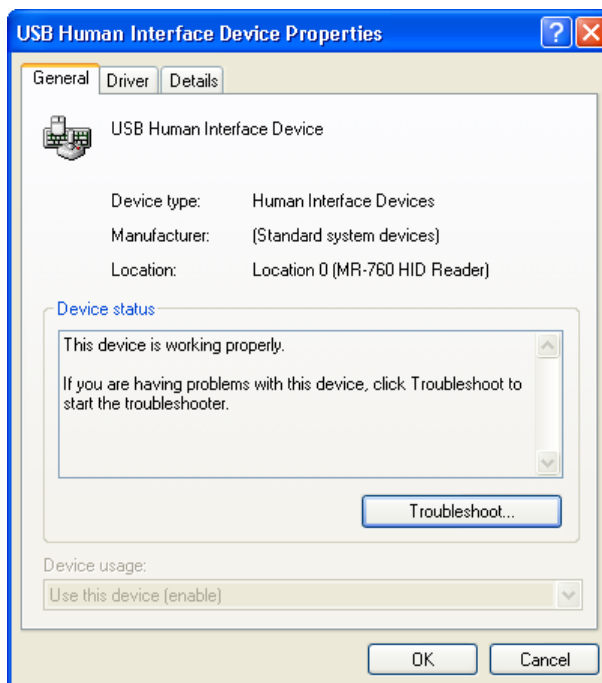 USB Human Interface Device Properties
General Driver Details
USB Human Interface Device
Device type: Human Interface Devices
Manufacturer: (Standard system devices)
Location: Location 0 (MR-760 HID Reader)
Device status
This device is working properly.
If you are having problems with this device, click Troubleshoot to
start the troubleshooter.
Troubleshoot...
Device usage:
Use this device (enable)
OK Cancel